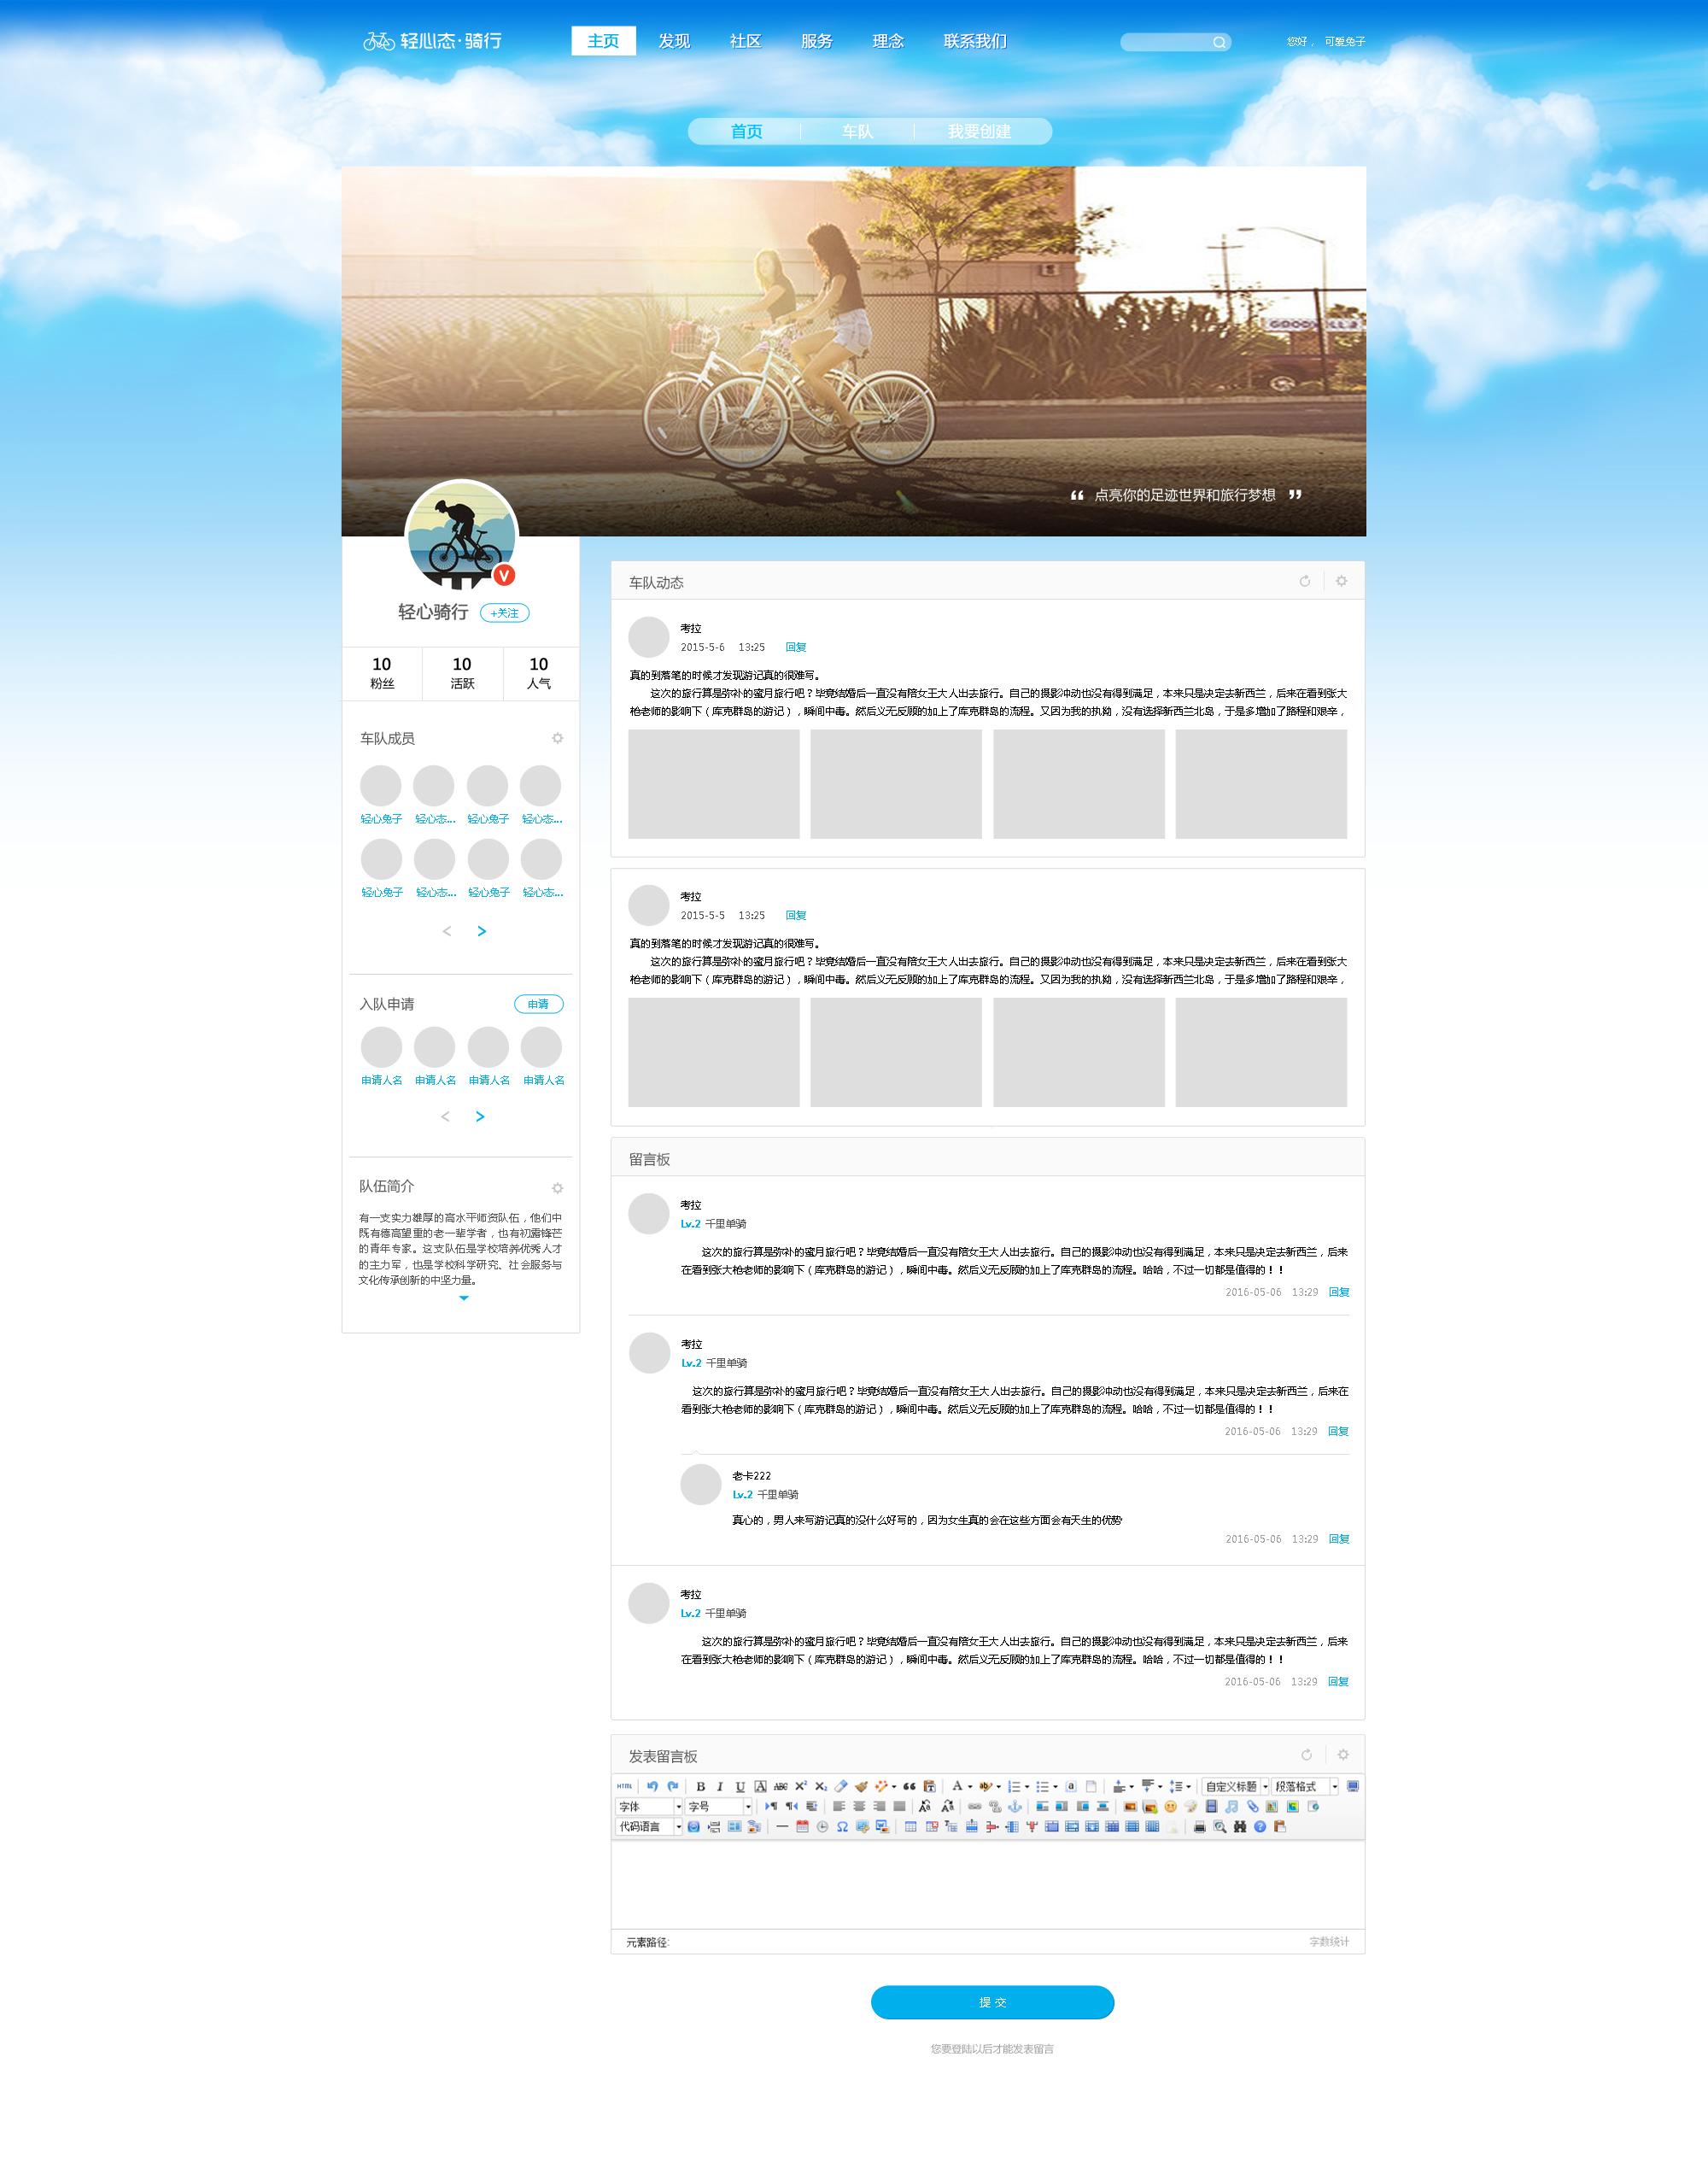 轻心态·骑行
主页 发现 社区 服务 理念 联系我们
您好， 可爱兔子
首页 车队 我要创建
“ 点亮你的足迹世界和旅行梦想 ”
V
轻心骑行 +关注
10 10 10
粉丝 活跃 人气
车队成员
轻心兔子 轻心态... 轻心兔子 轻心态...
轻心兔子 轻心态... 轻心兔子 轻心态...
< >
入队申请 申请
申请人名 申请人名 申请人名 申请人名
< >
队伍简介
有一支实力雄厚的高水平师资队伍，他们中
既有德高望重的老一辈学者，也有初露锋芒
的青年专家。这支队伍是学校培养优秀人才
的主力军，也是学校科学研究、社会服务与
文化传承创新的中坚力量。
车队动态
考拉
2015-5-6 13:25 回复
真的到落笔的时候才发现游记真的很难写。
这次的旅行算是弥补的蜜月旅行吧？毕竟结婚后一直没有陪女王大人出去旅行。自己的摄影冲动也没有得到满足，本来只是决定去新西兰，后来在看到张大
枪老师的影响下（库克群岛的游记），瞬间中毒。然后义无反顾的加上了库克群岛的流程。又因为我的执拗，没有选择新西兰北岛，于是多增加了路程和艰辛，
考拉
2015-5-5 13:25 回复
真的到落笔的时候才发现游记真的很难写。
这次的旅行算是弥补的蜜月旅行吧？毕竟结婚后一直没有陪女王大人出去旅行。自己的摄影冲动也没有得到满足，本来只是决定去新西兰，后来在看到张大
枪老师的影响下（库克群岛的游记），瞬间中毒。然后义无反顾的加上了库克群岛的流程。又因为我的执拗，没有选择新西兰北岛，于是多增加了路程和艰辛，
留言板
考拉
Lv.2 千里单骑
这次的旅行算是弥补的蜜月旅行吧？毕竟结婚后一直没有陪女王大人出去旅行。自己的摄影冲动也没有得到满足，本来只是决定去新西兰，后来
在看到张大枪老师的影响下（库克群岛的游记），瞬间中毒。然后义无反顾的加上了库克群岛的流程。哈哈，不过一切都是值得的！！
2016-05-06 13:29 回复
考拉
Lv.2 千里单骑
这次的旅行算是弥补的蜜月旅行吧？毕竟结婚后一直没有陪女王大人出去旅行。自己的摄影冲动也没有得到满足，本来只是决定去新西兰，后来在
看到张大枪老师的影响下（库克群岛的游记），瞬间中毒。然后义无反顾的加上了库克群岛的流程。哈哈，不过一切都是值得的！！
2016-05-06 13:29 回复
老卡222
Lv.2 千里单骑
真心的，男人来写游记真的没什么好写的，因为女生真的会在这些方面会有天生的优势
2016-05-06 13:29 回复
考拉
Lv.2 千里单骑
这次的旅行算是弥补的蜜月旅行吧？毕竟结婚后一直没有陪女王大人出去旅行。自己的摄影冲动也没有得到满足，本来只是决定去新西兰，后来
在看到张大枪老师的影响下（库克群岛的游记），瞬间中毒。然后义无反顾的加上了库克群岛的流程。哈哈，不过一切都是值得的！！
2016-05-06 13:29 回复
发表留言板
HTML B I U A ABC X² X₂ A ab a 自定义标题 段落格式
字体 字号
代码语言
元素路径: 字数统计
提 交
您要登陆以后才能发表留言